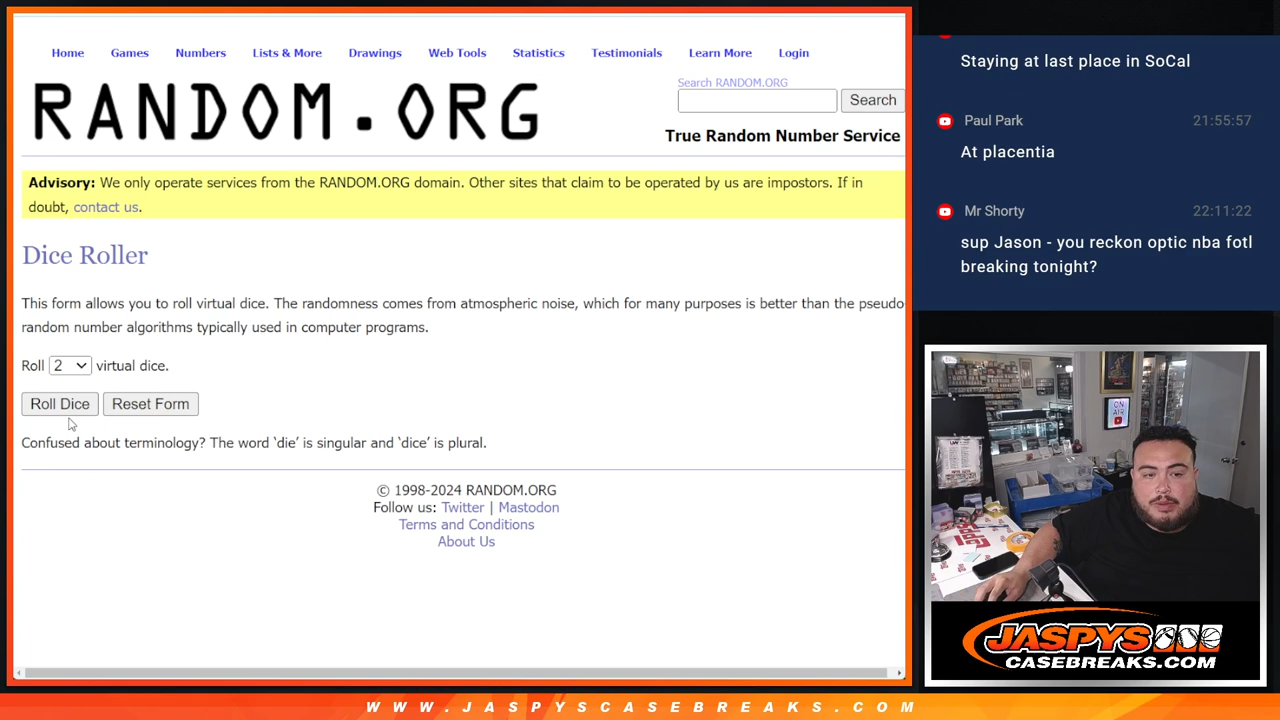 Home Games Numbers Lists & More Drawings Web Tools Statistics Testimonials Learn More Login
RANDOM.ORG
Search RANDOM.ORG
Search
True Random Number Service
Advisory: We only operate services from the RANDOM.ORG domain. Other sites that claim to be operated by us are impostors. If in
doubt, contact us.
Dice Roller
This form allows you to roll virtual dice. The randomness comes from atmospheric noise, which for many purposes is better than the pseudo-
random number algorithms typically used in computer programs.
Roll 2 virtual dice.
Roll Dice Reset Form
Confused about terminology? The word ‘die’ is singular and ‘dice’ is plural.
© 1998-2024 RANDOM.ORG
Follow us: Twitter | Mastodon
Terms and Conditions
About Us
Staying at last place in SoCal
Paul Park 21:55:57
At placentia
Mr Shorty 22:11:22
sup Jason - you reckon optic nba fotl
breaking tonight?
ON
AIR
JASPYS
CASEBREAKS.COM
WWW.JASPYSCASEBREAKS.COM